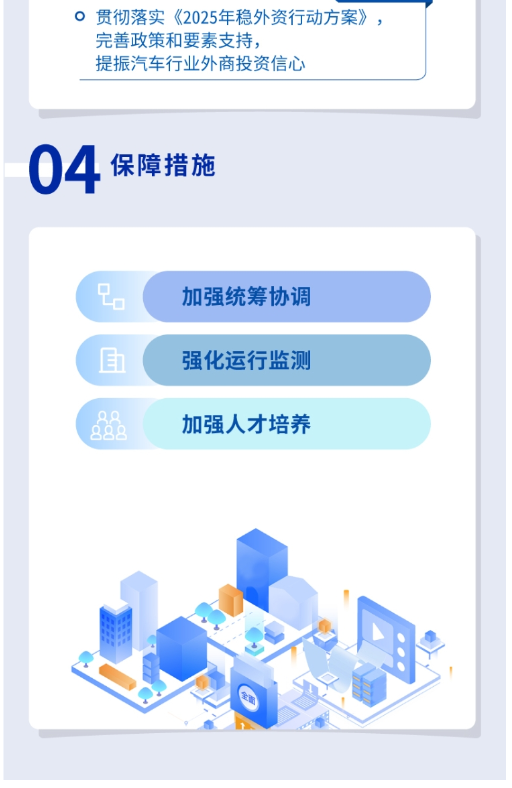 贯彻落实《2025年稳外资行动方案》，
完善政策和要素支持，
提振汽车行业外商投资信心
04 保障措施
加强统筹协调
强化运行监测
加强人才培养
全面